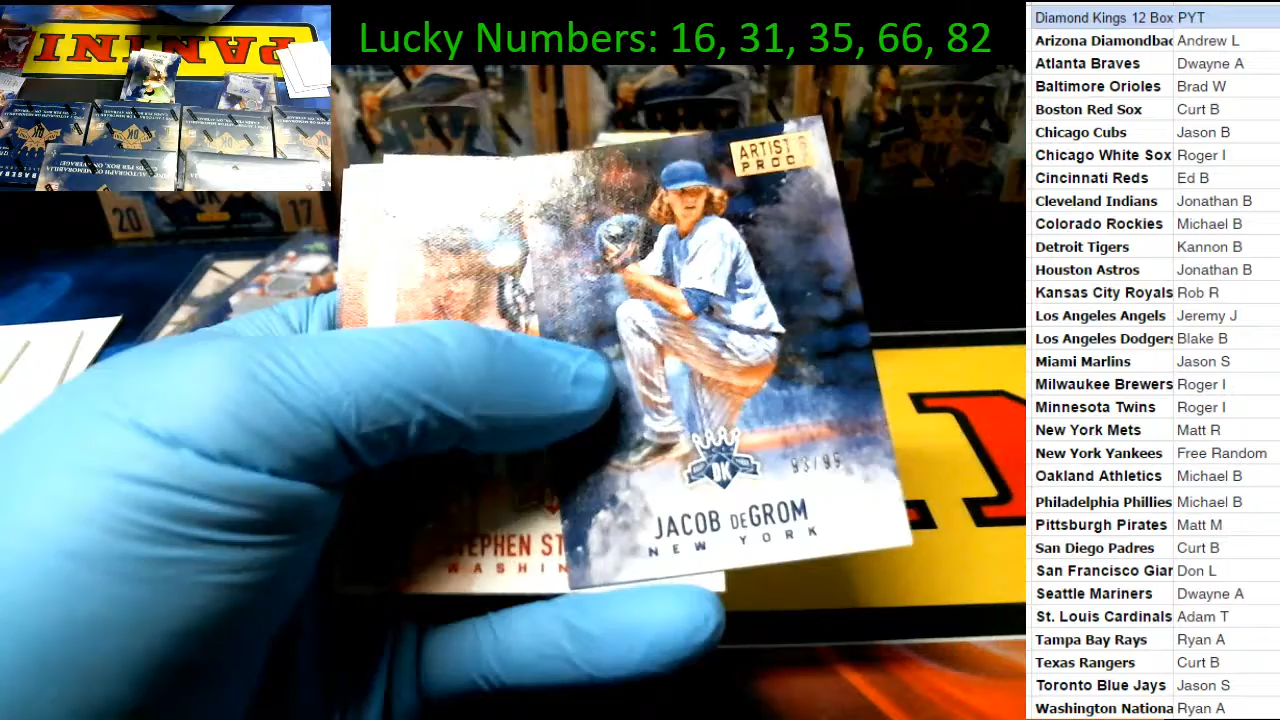 Lucky Numbers: 16, 31, 35, 66, 82
PANINI
20
17
ARTIST'S
PROOF
DK
93/95
JACOB DEGROM
NEW YORK
STEPHEN ST
WASHIN
Diamond Kings 12 Box PYT
Arizona Diamondbac Andrew L
Atlanta Braves Dwayne A
Baltimore Orioles Brad W
Boston Red Sox Curt B
Chicago Cubs Jason B
Chicago White Sox Roger I
Cincinnati Reds Ed B
Cleveland Indians Jonathan B
Colorado Rockies Michael B
Detroit Tigers Kannon B
Houston Astros Jonathan B
Kansas City Royals Rob R
Los Angeles Angels Jeremy J
Los Angeles Dodgers Blake B
Miami Marlins Jason S
Milwaukee Brewers Roger I
Minnesota Twins Roger I
New York Mets Matt R
New York Yankees Free Random
Oakland Athletics Michael B
Philadelphia Phillies Michael B
Pittsburgh Pirates Matt M
San Diego Padres Curt B
San Francisco Giar Don L
Seattle Mariners Dwayne A
St. Louis Cardinals Adam T
Tampa Bay Rays Ryan A
Texas Rangers Curt B
Toronto Blue Jays Jason S
Washington Nationa Ryan A